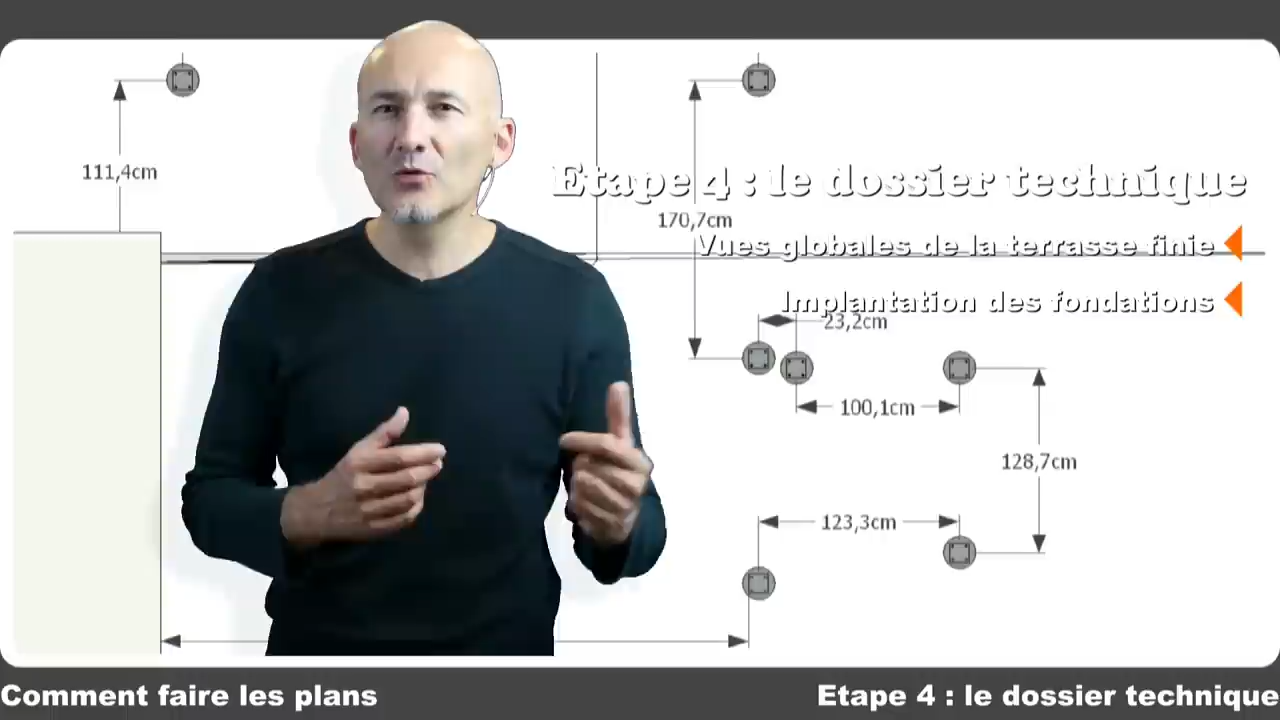 111,4cm
Etape 4 : le dossier technique
170,7cm
Vues globales de la terrasse finie
Implantation des fondations
23,2cm
100,1cm
128,7cm
123,3cm
Comment faire les plans
Etape 4 : le dossier technique